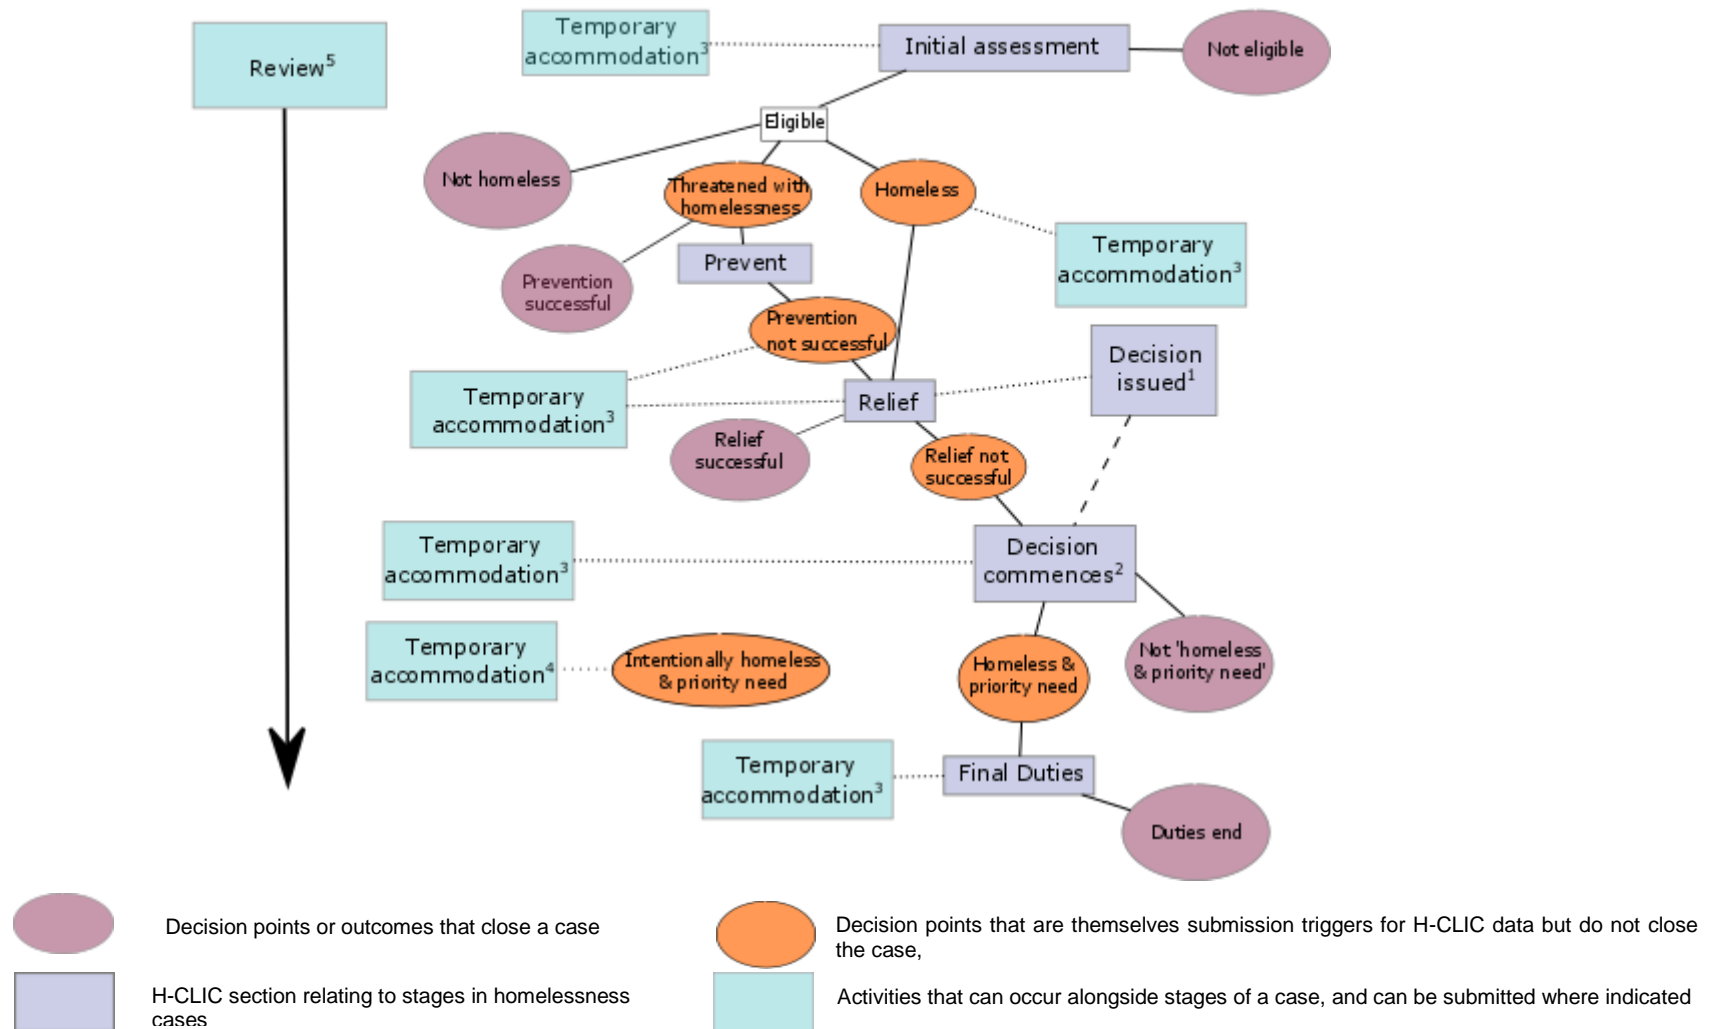 Review5
Temporary
accommodation3
Initial assessment
Not eligible
Eligible
Not homeless
Threatened with
homelessness
Homeless
Temporary
accommodation3
Prevent
Prevention
successful
Prevention
not successful
Decision
issued1
Temporary
accommodation3
Relief
Relief
successful
Relief not
successful
Temporary
accommodation3
Decision
commences2
Temporary
accommodation4
Intentionally homeless
& priority need
Homeless &
priority need
Not 'homeless
& priority need'
Temporary
accommodation3
Final Duties
Duties end
Decision points or outcomes that close a case
Decision points that are themselves submission triggers for H-CLIC data but do not close
the case,
H-CLIC section relating to stages in homelessness
cases
Activities that can occur alongside stages of a case, and can be submitted where indicated